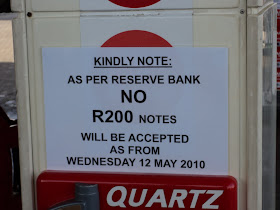 KINDLY NOTE:
AS PER RESERVE BANK
NO
R200 NOTES
WILL BE ACCEPTED
AS FROM
WEDNESDAY 12 MAY 2010
QUARTZ